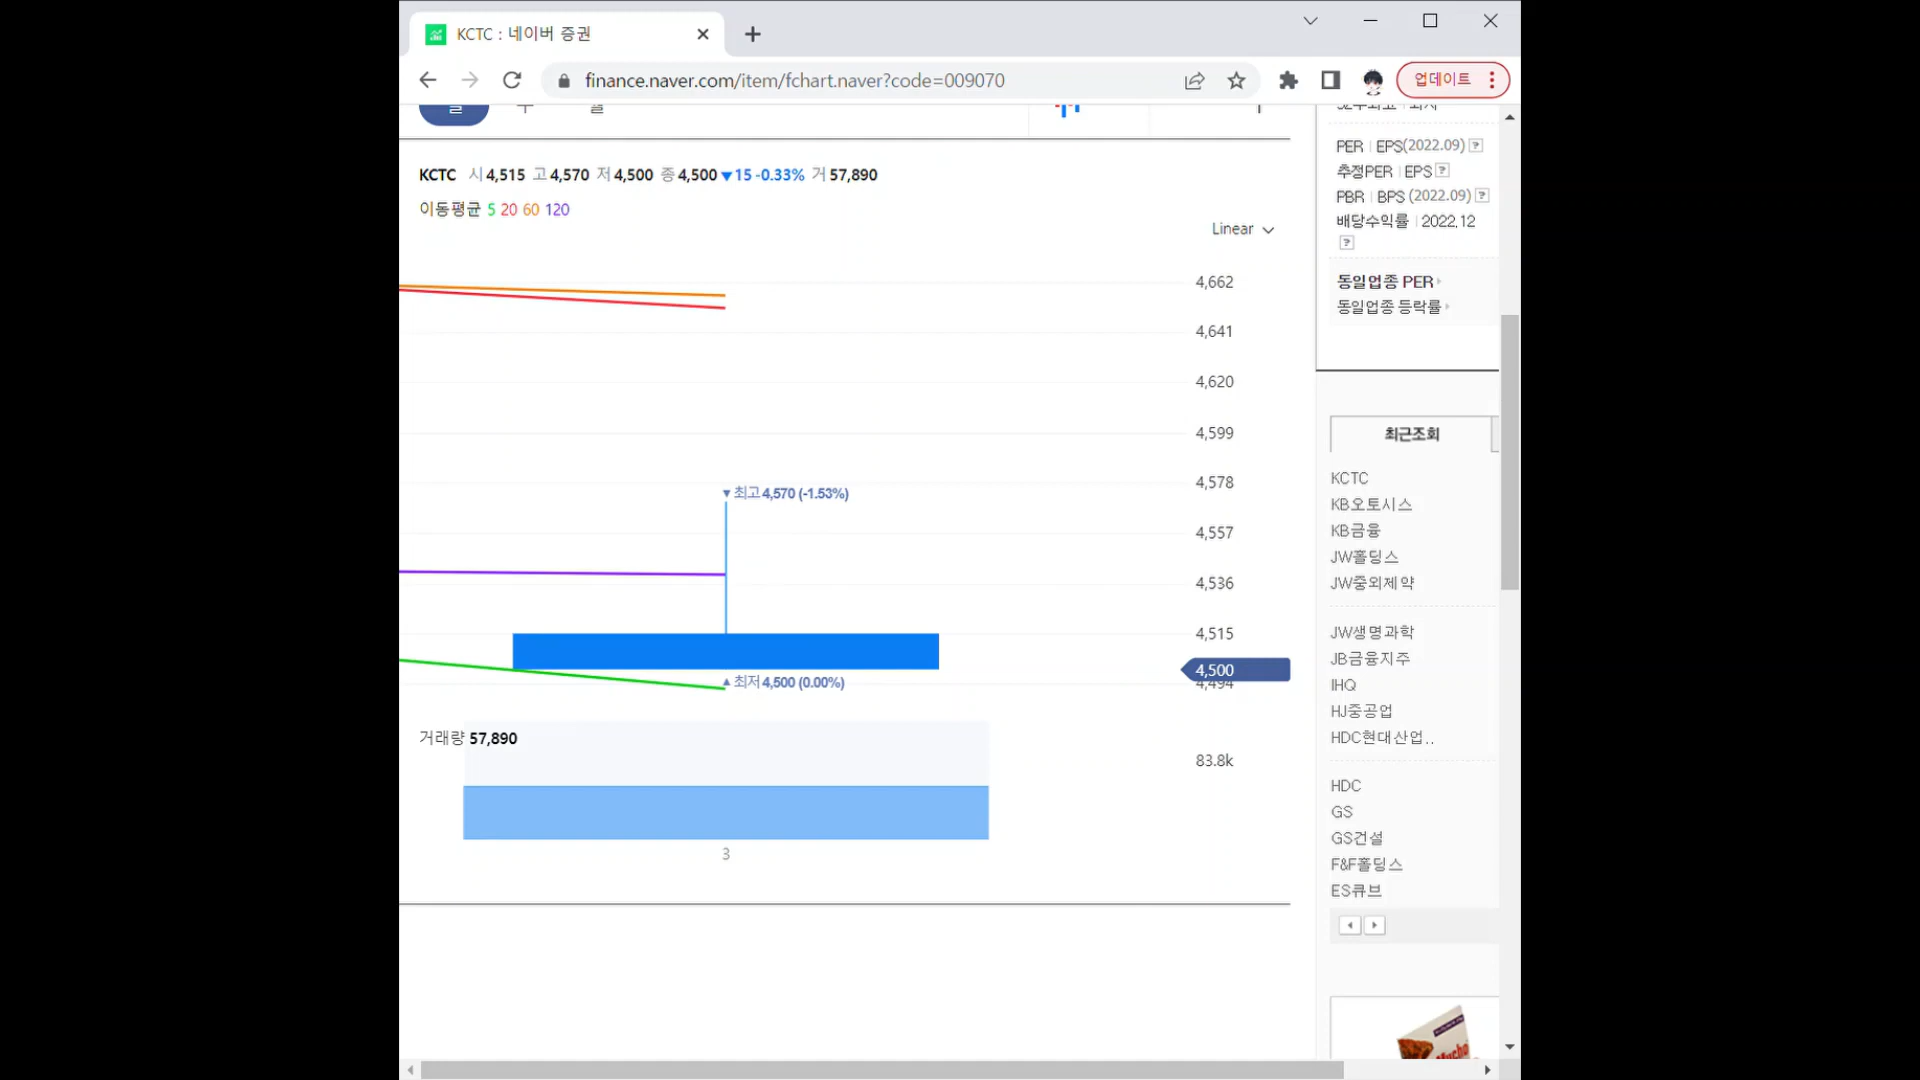 KCTC : 네이버 증권
finance.naver.com/item/fchart.naver?code=009070
업데이트
KCTC 시 4,515 고 4,570 저 4,500 종 4,500 ▼15 -0.33% 거 57,890
이동평균 5 20 60 120
Linear
4,662
4,641
4,620
4,599
4,578
▼최고 4,570 (-1.53%)
4,557
4,536
4,515
4,500
4,494
▲최저 4,500 (0.00%)
거래량 57,890
83.8k
3
PER | EPS(2022.09) ?
추정PER | EPS ?
PBR | BPS (2022.09) ?
배당수익률 | 2022.12
?
동일업종 PER
동일업종 등락률
최근조회
KCTC
KB오토시스
KB금융
JW홀딩스
JW중외제약
JW생명과학
JB금융지주
IHQ
HJ중공업
HDC현대산업..
HDC
GS
GS건설
F&F홀딩스
ES큐브